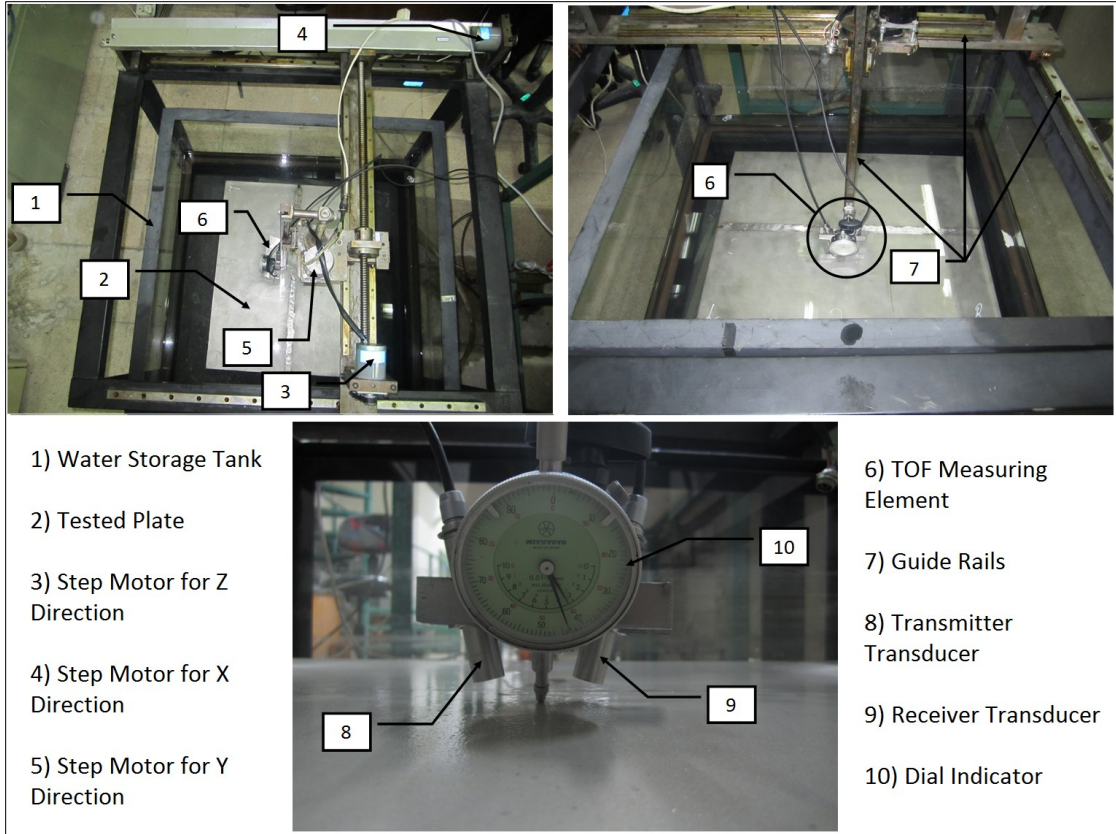 4
1
6
2
5
3
6
7
1) Water Storage Tank
2) Tested Plate
3) Step Motor for Z
Direction
4) Step Motor for X
Direction
5) Step Motor for Y
Direction
10
8
9
6) TOF Measuring
Element
7) Guide Rails
8) Transmitter
Transducer
9) Receiver Transducer
10) Dial Indicator